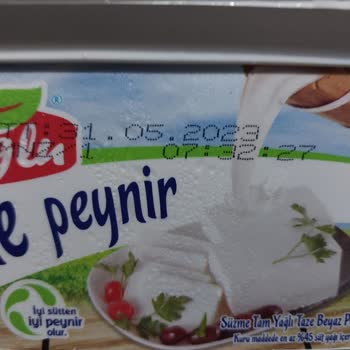 31.05.2023
07:32:27
peynir
İyi sütten
iyi peynir
olur.
Süzme Tam Yağlı Taze Beyaz
Kuru maddede en az %45 süt yağı